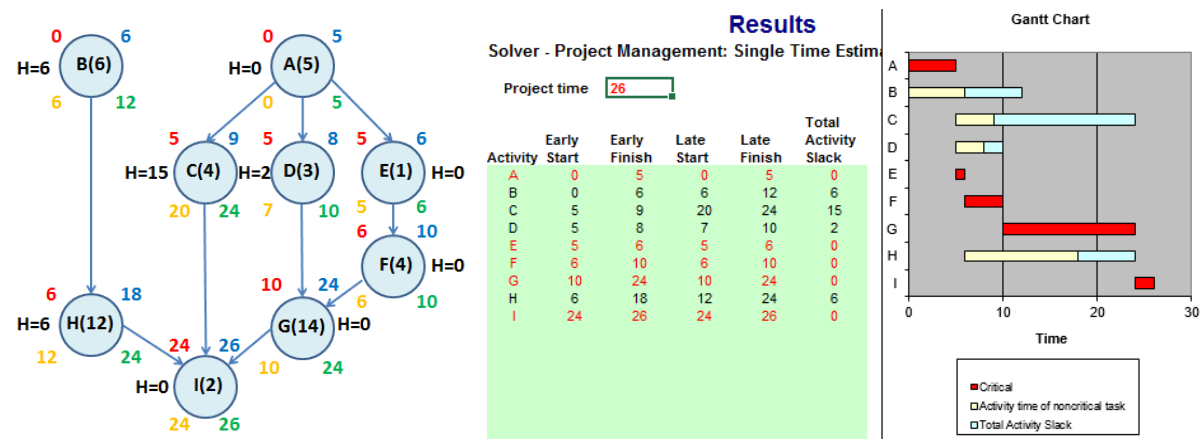 0 6
H=6 B(6)
6 12
0 5
H=0 A(5)
0 5
5 9 5 8 5 6
H=15 C(4) H=2 D(3) E(1) H=0
20 24 7 10 5 6
6 10
F(4) H=0
6 10
6 18
H=6 H(12)
12 24
10 24
G(14) H=0
10 24
24 26
H=0 I(2)
24 26
Results
Solver - Project Management: Single Time Estima
Project time 26
Total
Early Early Late Late Activity
Activity Start Finish Start Finish Slack
A 0 5 0 5 0
B 0 6 6 12 6
C 5 9 20 24 15
D 5 8 7 10 2
E 5 6 5 6 0
F 6 10 6 10 0
G 10 24 10 24 0
H 6 18 12 24 6
I 24 26 24 26 0
Gantt Chart
A
B
C
D
E
F
G
H
I
0 10 20 30
Time
Critical
Activity time of noncritical task
Total Activity Slack